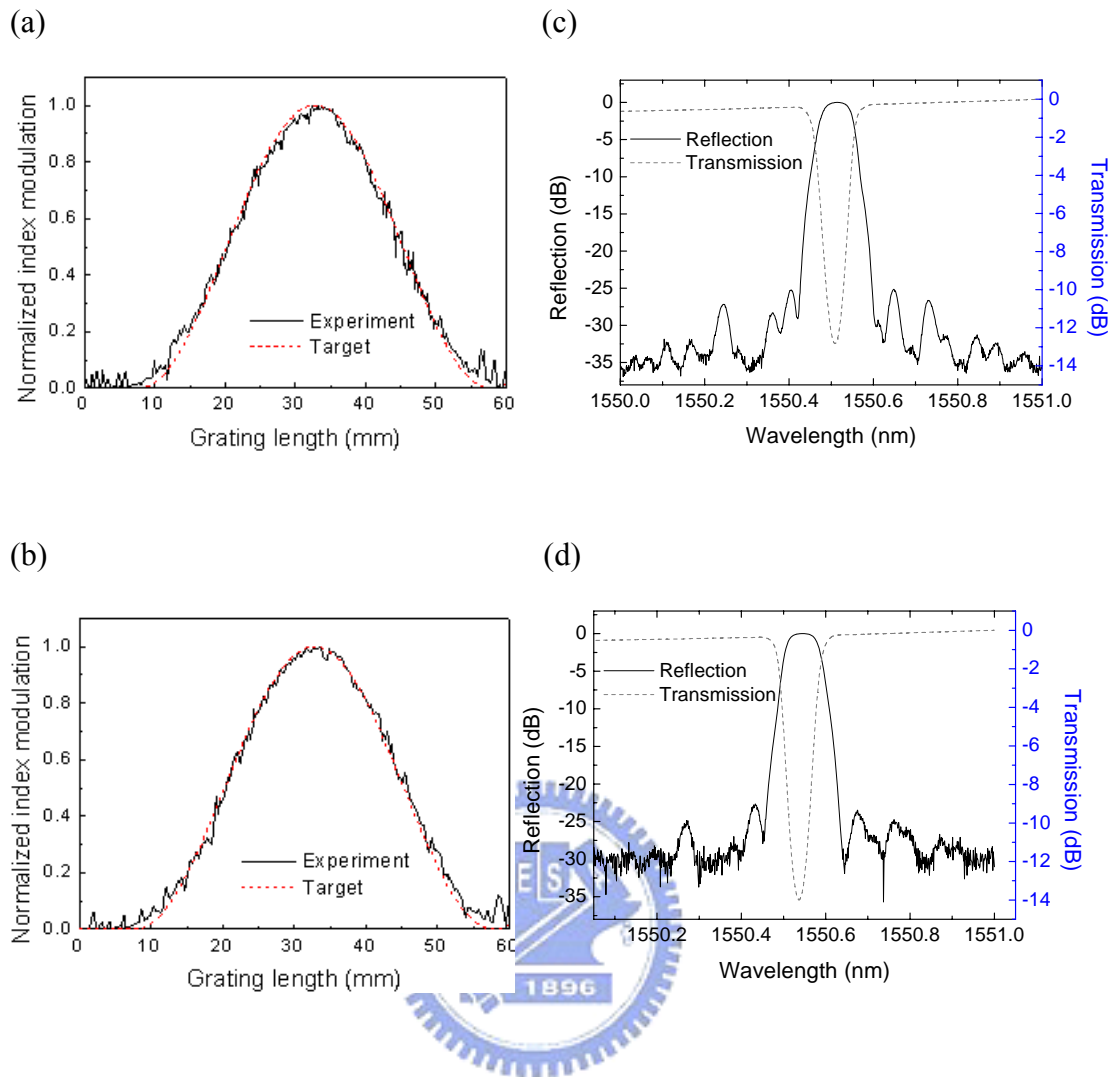 (a)
Normalized index modulation
1.0
0.8
0.6
0.4
0.2
0.0
Experiment
Target
0 10 20 30 40 50 60
Grating length (mm)
(c)
Reflection (dB)
0
-5
-10
-15
-20
-25
-30
-35
Reflection
Transmission
0
-2
-4
-6
-8
-10
-12
-14
Transmission (dB)
1550.0 1550.2 1550.4 1550.6 1550.8 1551.0
Wavelength (nm)
(b)
Normalized index modulation
1.0
0.8
0.6
0.4
0.2
0.0
Experiment
Target
0 10 20 30 40 50 60
Grating length (mm)
(d)
Reflection (dB)
0
-5
-10
-15
-20
-25
-30
-35
Reflection
Transmission
0
-2
-4
-6
-8
-10
-12
-14
Transmission (dB)
1550.2 1550.4 1550.6 1550.8 1551.0
Wavelength (nm)
E S
1896